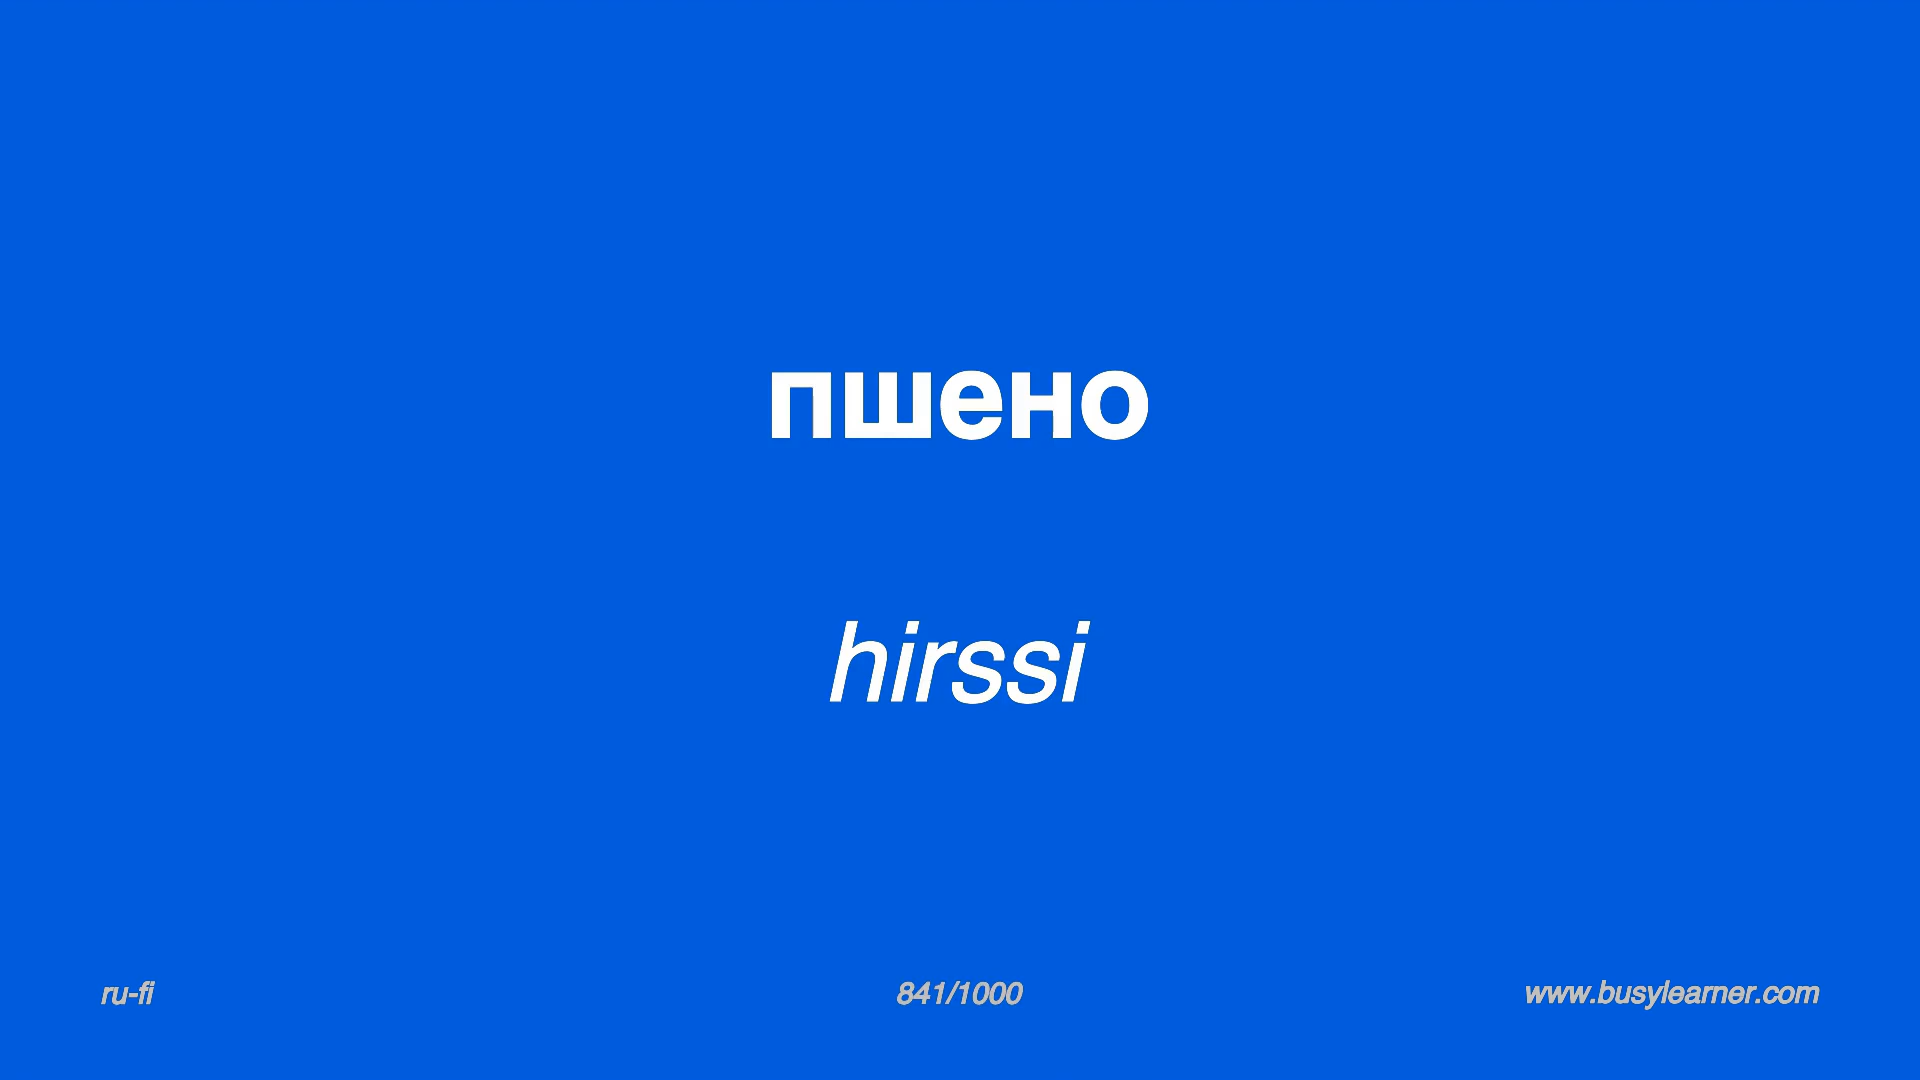 пшено
hirssi
ru-fi
841/1000
www.busylearner.com